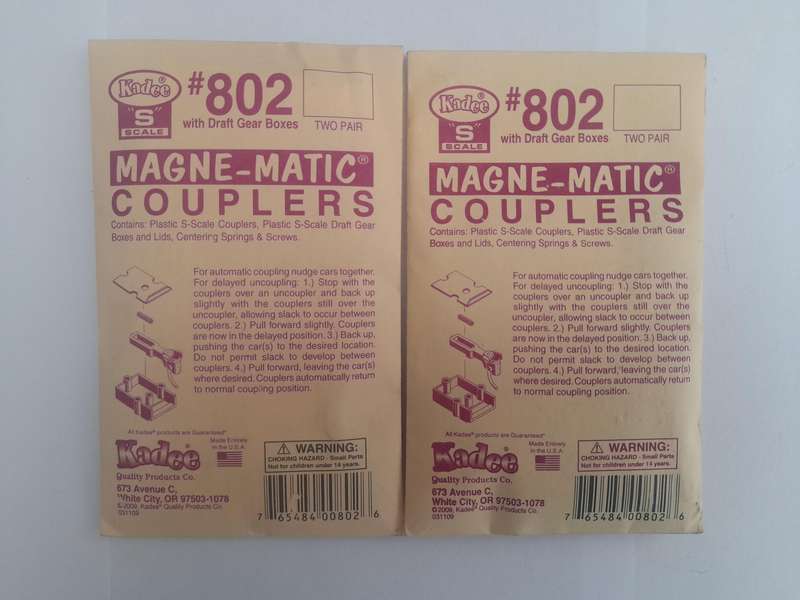 Kadee®
"S"
SCALE
#802
with Draft Gear Boxes
TWO PAIR
MAGNE-MATIC®
COUPLERS
Contains: Plastic S-Scale Couplers, Plastic S-Scale Draft Gear
Boxes and Lids, Centering Springs & Screws.
For automatic coupling nudge cars together.
For delayed uncoupling: 1.) Stop with the
couplers over an uncoupler and back up
slightly with the couplers still over the
uncoupler, allowing slack to occur between
couplers. 2.) Pull forward slightly. Couplers
are now in the delayed position. 3.) Back up,
pushing the car(s) to the desired location.
Do not permit slack to develop between
couplers. 4.) Pull forward, leaving the car(s)
where desired. Couplers automatically return
to normal coupling position.
All Kadee® products are Guaranteed"
Kadee®
Quality Products Co.
673 Avenue C,
White City, OR 97503-1078
©2009, Kadee® Quality Products Co.
031109
Made Entirely
in the U.S.A.
WARNING:
CHOKING HAZARD - Small Parts
Not for children under 14 years.
7 65484 00802 6
Kadee®
"S"
SCALE
#802
with Draft Gear Boxes
TWO PAIR
MAGNE-MATIC®
COUPLERS
Contains: Plastic S-Scale Couplers, Plastic S-Scale Draft Gear
Boxes and Lids, Centering Springs & Screws.
For automatic coupling nudge cars together.
For delayed uncoupling: 1.) Stop with the
couplers over an uncoupler and back up
slightly with the couplers still over the
uncoupler, allowing slack to occur between
couplers. 2.) Pull forward slightly. Couplers
are now in the delayed position. 3.) Back up,
pushing the car(s) to the desired location.
Do not permit slack to develop between
couplers. 4.) Pull forward, leaving the car(s)
where desired. Couplers automatically return
to normal coupling position.
All Kadee® products are Guaranteed"
Kadee®
Quality Products Co.
673 Avenue C,
White City, OR 97503-1078
©2009, Kadee® Quality Products Co.
031109
Made Entirely
in the U.S.A.
WARNING:
CHOKING HAZARD - Small Parts
Not for children under 14 years.
7 65484 00802 6